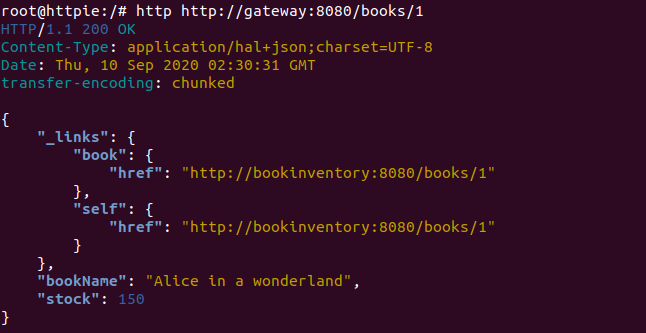 root@httpie:/# http http://gateway:8080/books/1
HTTP/1.1 200 OK
Content-Type: application/hal+json;charset=UTF-8
Date: Thu, 10 Sep 2020 02:30:31 GMT
transfer-encoding: chunked

{
    "_links": {
        "book": {
            "href": "http://bookinventory:8080/books/1"
        },
        "self": {
            "href": "http://bookinventory:8080/books/1"
        }
    },
    "bookName": "Alice in a wonderland",
    "stock": 150
}